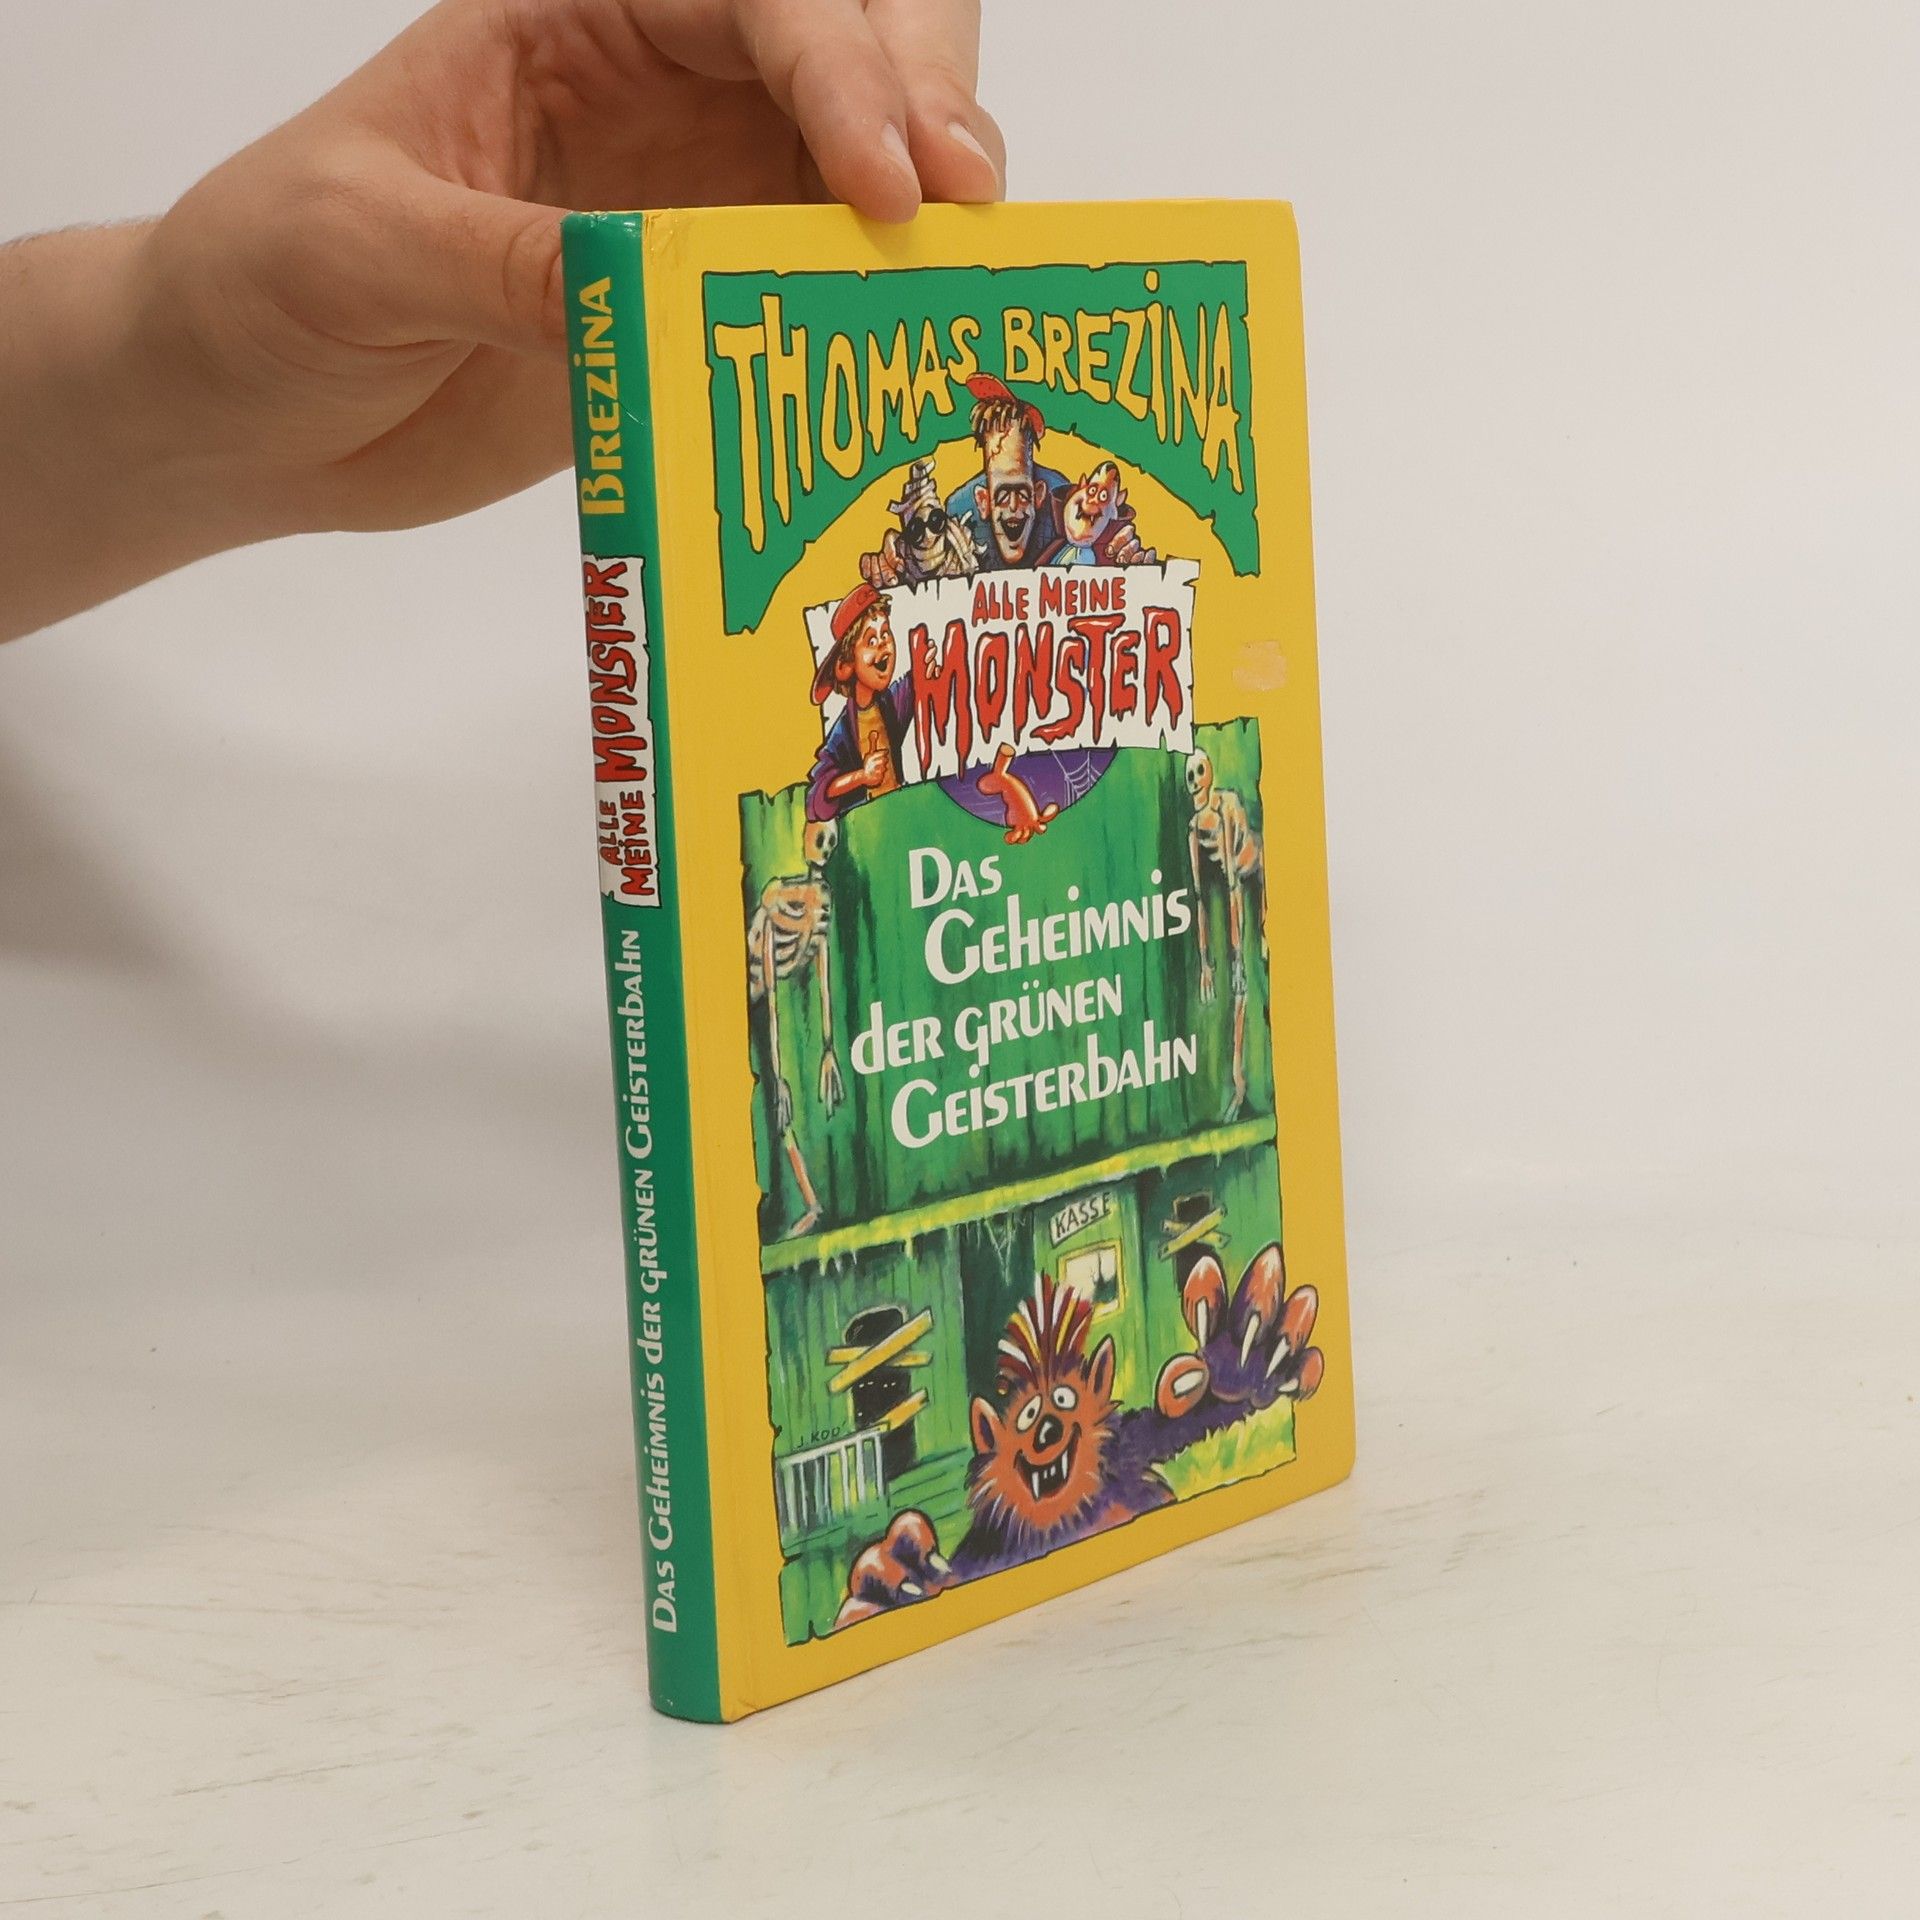 THOMAS BREZINA
ALLE MEINE
MONSTER
DAS
GEHEIMNIS
DER GRÜNEN
GEISTERBAHN
KASSE
J. KOD
BREZINA
ALLE
MEINE
MONSTER
DAS GEHEIMNIS DER GRÜNEN GEISTERBAHN